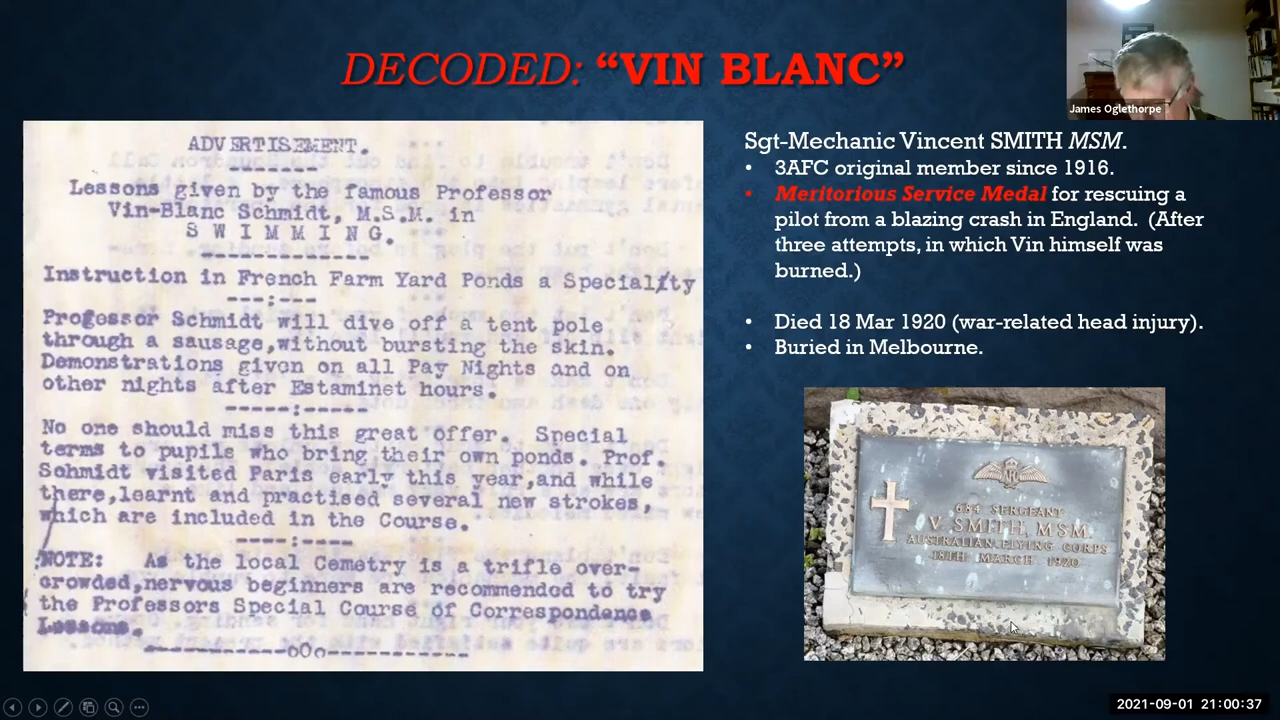 DECODED: “VIN BLANC”
James Oglethorpe
ADVERTISEMENT.
Lessons given by the famous Professor
Vin-Blanc Schmidt, M.S.M. in
S W I M M I N G.
Instruction in French Farm Yard Ponds a Speciality
Professor Schmidt will dive off a tent pole
through a sausage,without bursting the skin.
Demonstrations given on all Pay Nights and on
other nights after Estaminet hours.
No one should miss this great offer. Special
terms to pupils who bring their own ponds. Prof.
Schmidt visited Paris early this year,and while
there,learnt and practised several new strokes,
which are included in the Course.
NOTE: As the local Cemetry is a trifle over-
crowded,nervous beginners are recommended to try
the Professors Special Course of Correspondence
Lessons.
---------------oOo---------------
Sgt-Mechanic Vincent SMITH MSM.
• 3AFC original member since 1916.
• Meritorious Service Medal for rescuing a
pilot from a blazing crash in England. (After
three attempts, in which Vin himself was
burned.)
• Died 18 Mar 1920 (war-related head injury).
• Buried in Melbourne.
684 SERGEANT
V. SMITH, MSM.
AUSTRALIAN FLYING CORPS
18TH MARCH 1920
2021-09-01 21:00:37